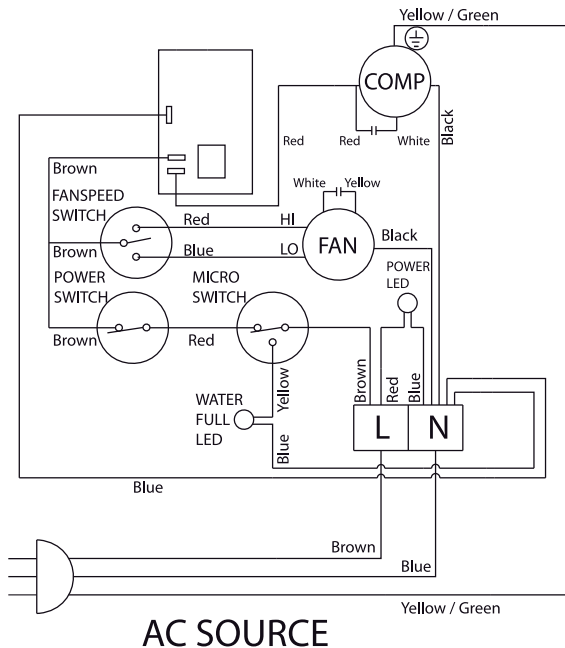 Yellow / Green
COMP
Red
Red
White
Black
Brown
FANSPEED
SWITCH
White
Yellow
Red
HI
FAN
Black
Brown
Blue
LO
POWER
SWITCH
MICRO
SWITCH
POWER
LED
Brown
Red
Yellow
Brown
Red
Blue
WATER
FULL
LED
L
N
Blue
Blue
Brown
Blue
Yellow / Green
AC SOURCE